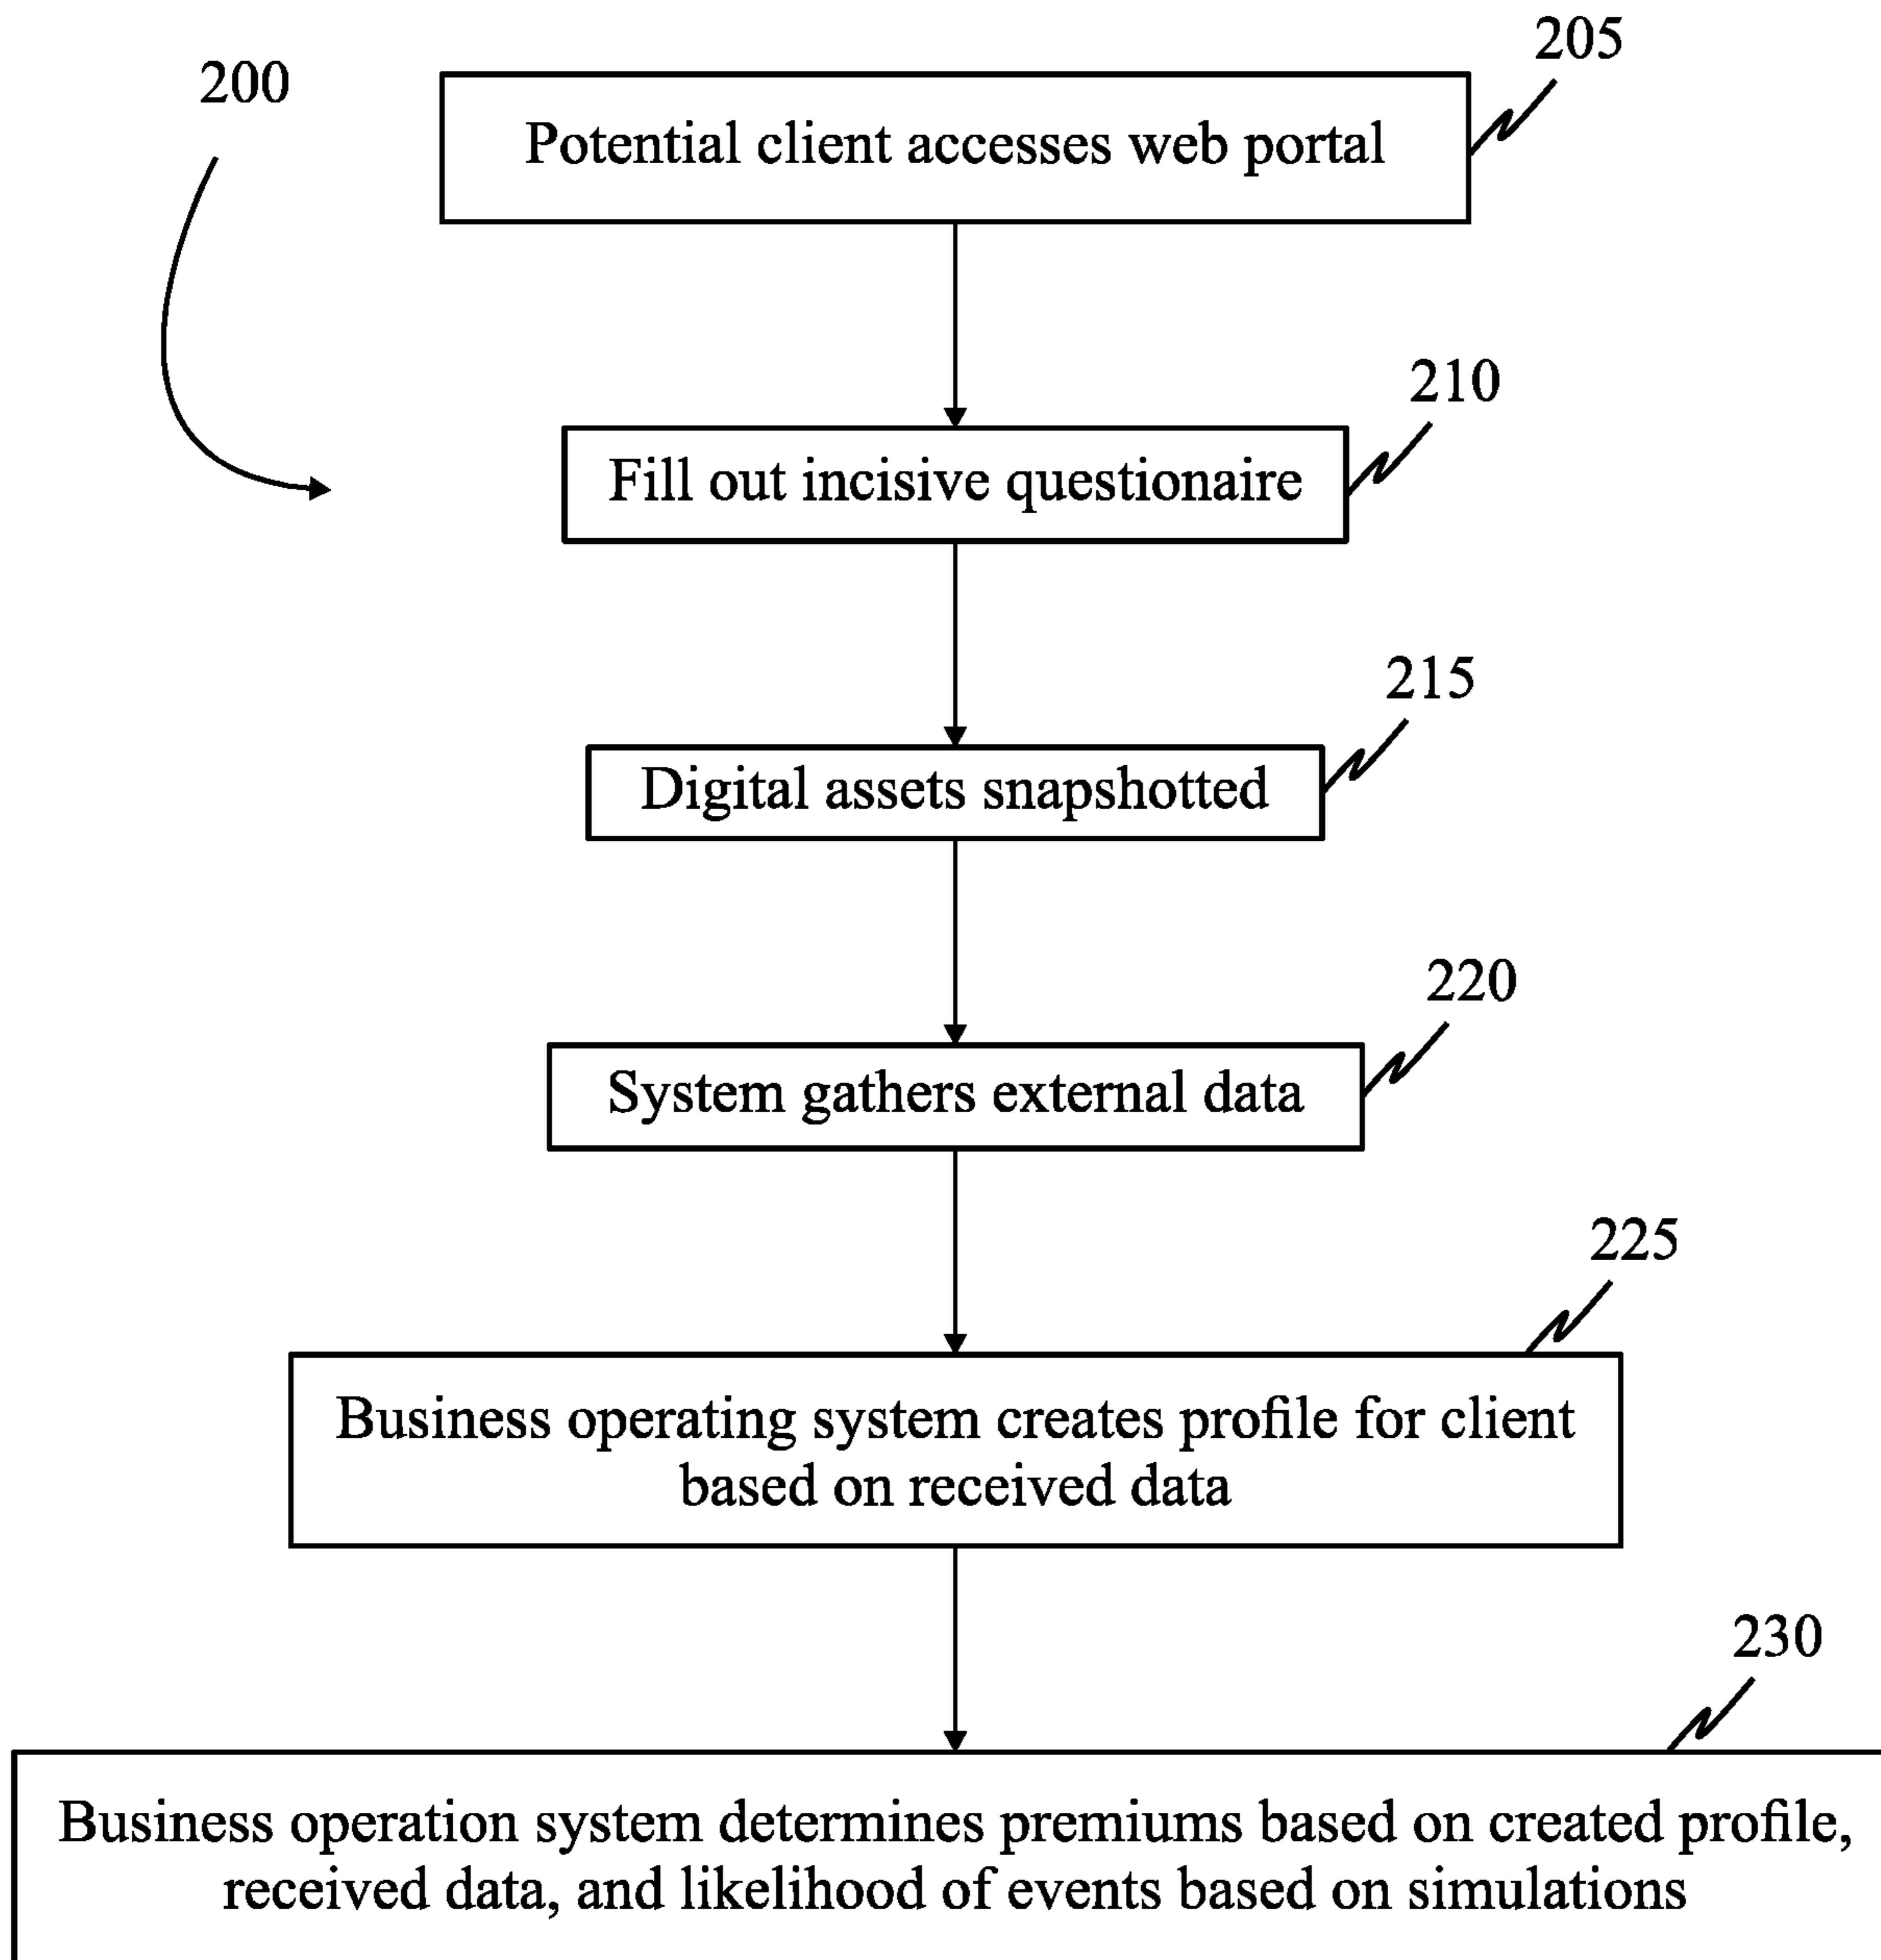 205
200
Potential client accesses web portal
210
Fill out incisive questionaire
215
Digital assets snapshotted
220
System gathers external data
225
Business operating system creates profile for client
based on received data
230
Business operation system determines premiums based on created profile,
received data, and likelihood of events based on simulations